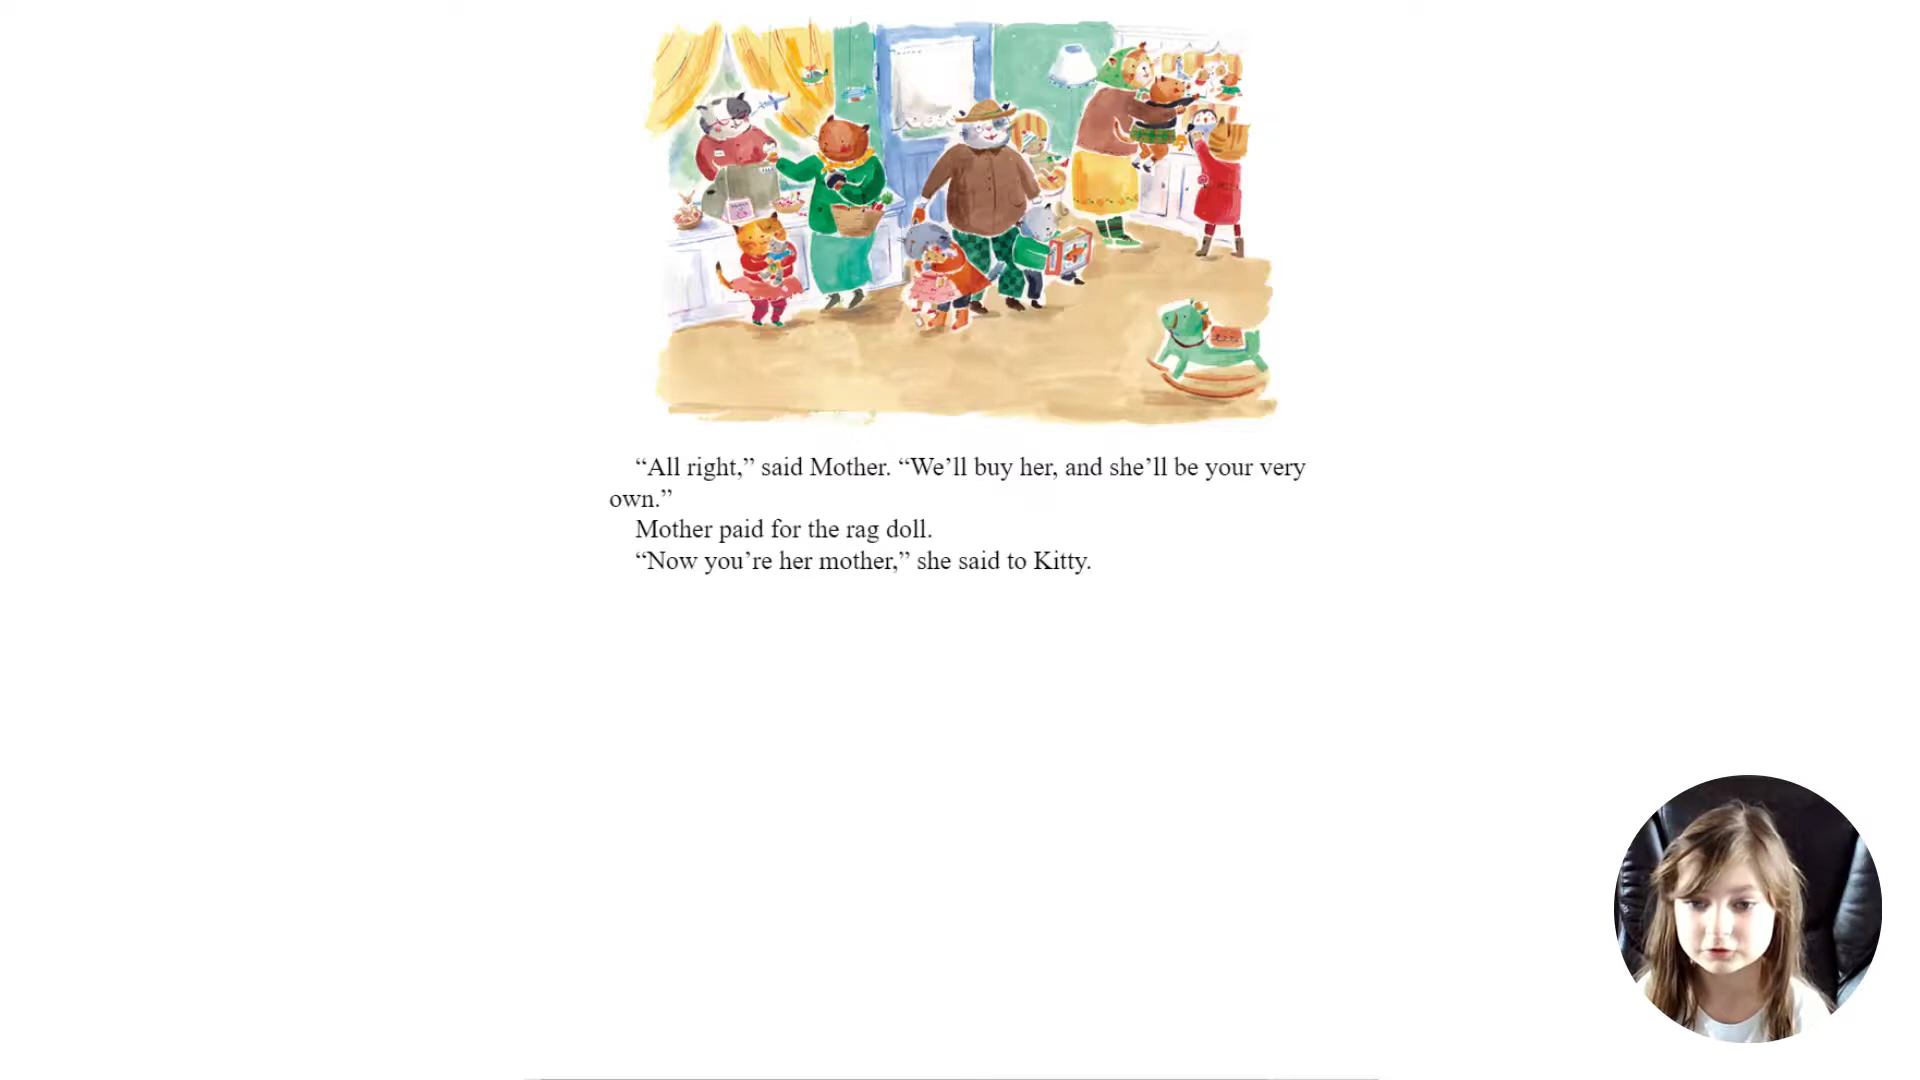 “All right,” said Mother. “We’ll buy her, and she’ll be your very
own.”
Mother paid for the rag doll.
“Now you’re her mother,” she said to Kitty.